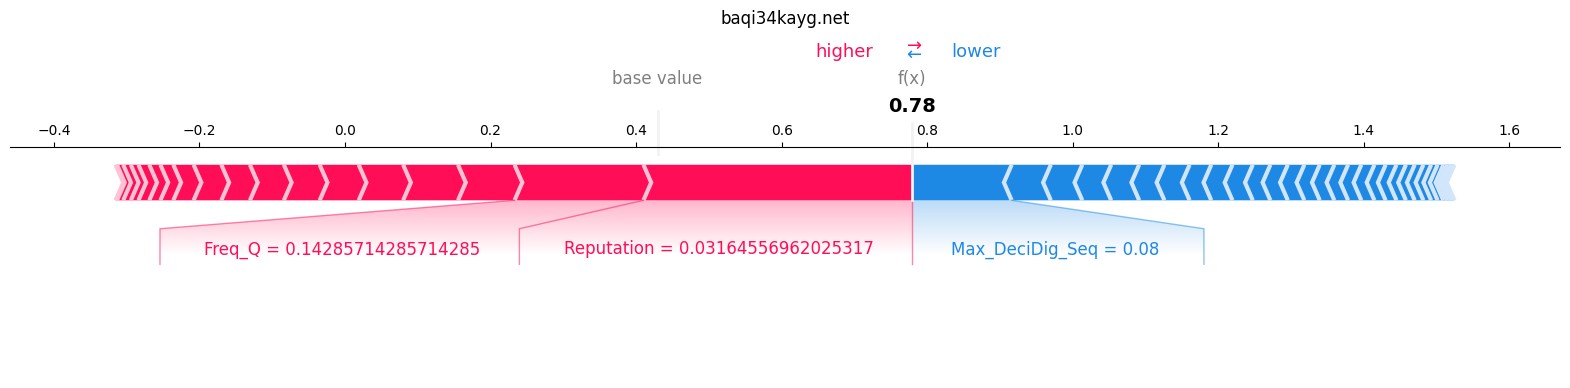 baqi34kayg.net
higher ⇄ lower
base value f(x)
0.78
−0.4 −0.2 0.0 0.2 0.4 0.6 0.8 1.0 1.2 1.4 1.6
Freq_Q = 0.14285714285714285 Reputation = 0.03164556962025317 Max_DeciDig_Seq = 0.08